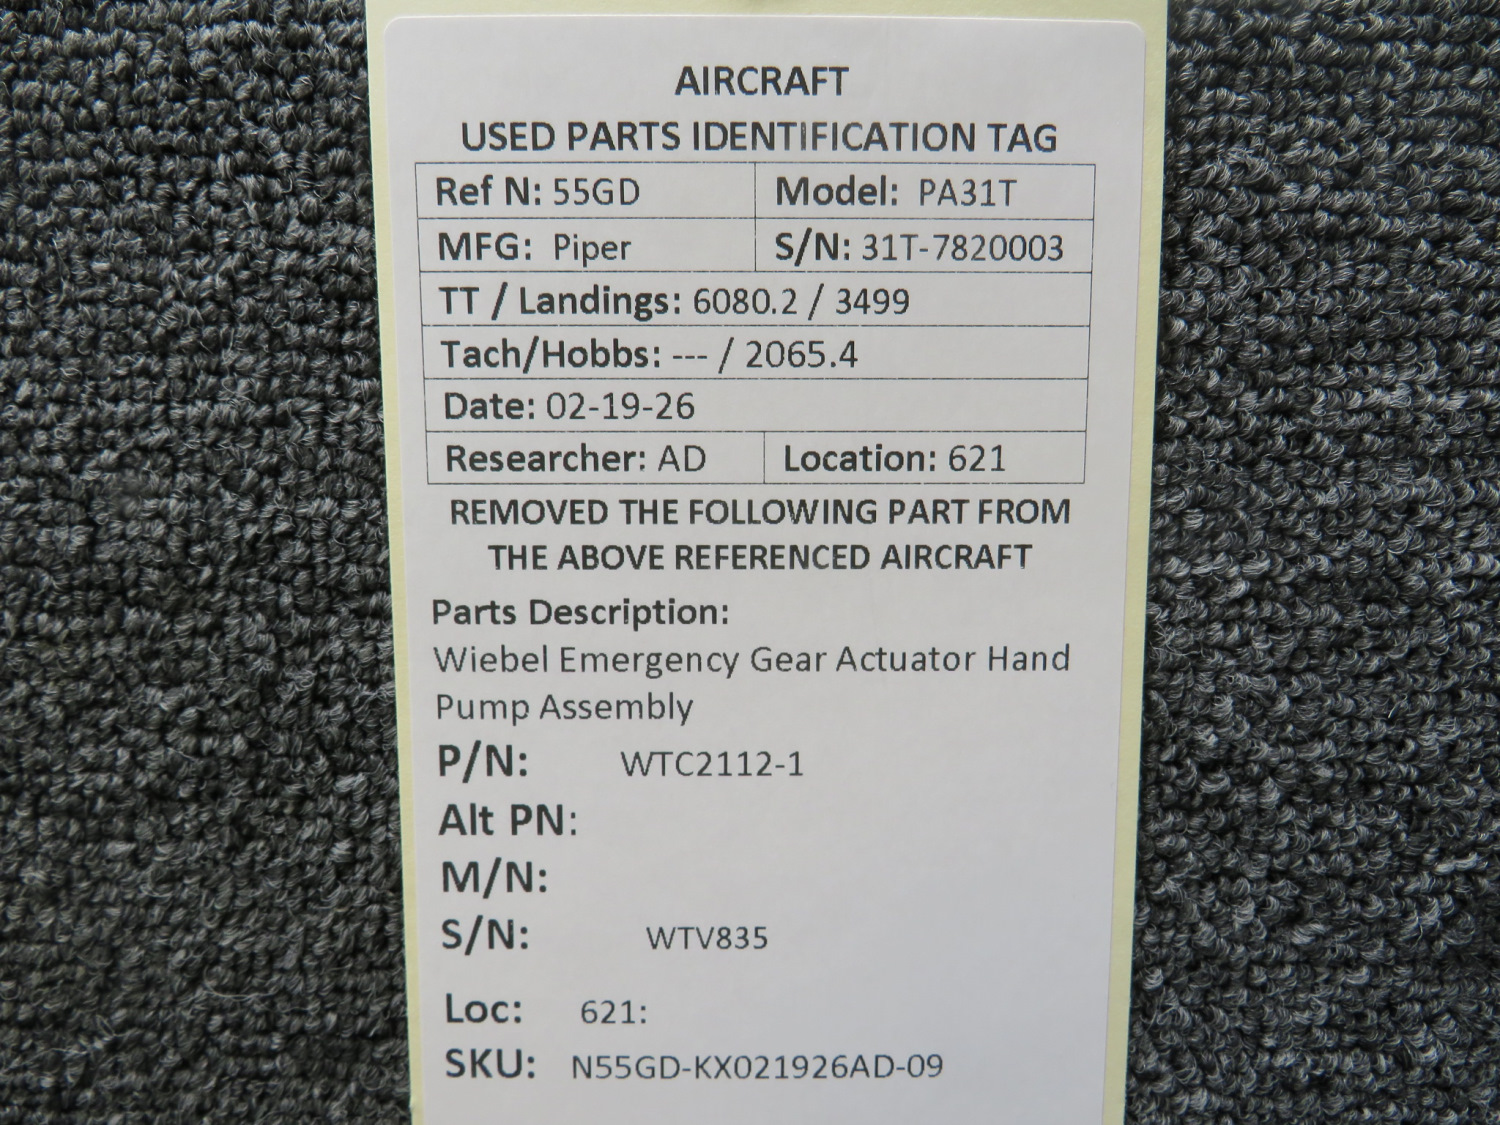 AIRCRAFT
USED PARTS IDENTIFICATION TAG
Ref N: 55GD Model: PA31T
MFG: Piper S/N: 31T-7820003
TT / Landings: 6080.2 / 3499
Tach/Hobbs: --- / 2065.4
Date: 02-19-26
Researcher: AD Location: 621
REMOVED THE FOLLOWING PART FROM
THE ABOVE REFERENCED AIRCRAFT
Parts Description:
Wiebel Emergency Gear Actuator Hand
Pump Assembly
P/N: WTC2112-1
Alt PN:
M/N:
S/N: WTV835
Loc: 621:
SKU: N55GD-KX021926AD-09